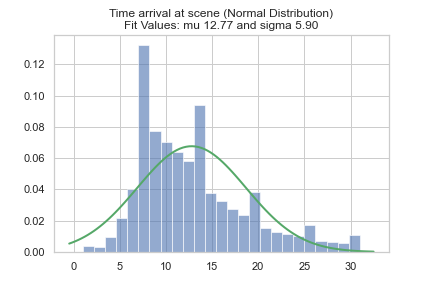 Time arrival at scene (Normal Distribution)
Fit Values: mu 12.77 and sigma 5.90
0.12
0.10
0.08
0.06
0.04
0.02
0.00
0 5 10 15 20 25 30